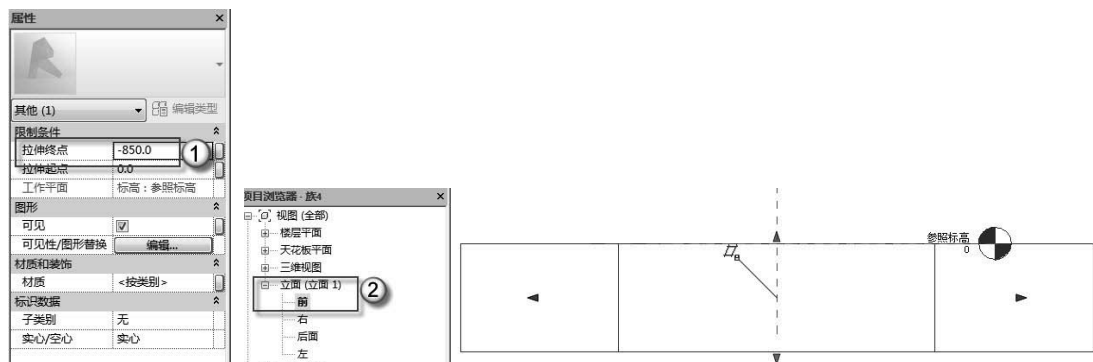 属性
其他 (1)
编辑类型
限制条件
拉伸终点 -850.0
1
拉伸起点 0.0
工作平面 标高：参照标高
图形
可见
可见性/图形替换 编辑...
材质和装饰
材质 <按类别>
标识数据
子类别 无
实心/空心 实心
项目浏览器 - 族4
视图 (全部)
楼层平面
天花板平面
三维视图
立面 (立面 1)
2
前
右
后面
左
参照标高
0